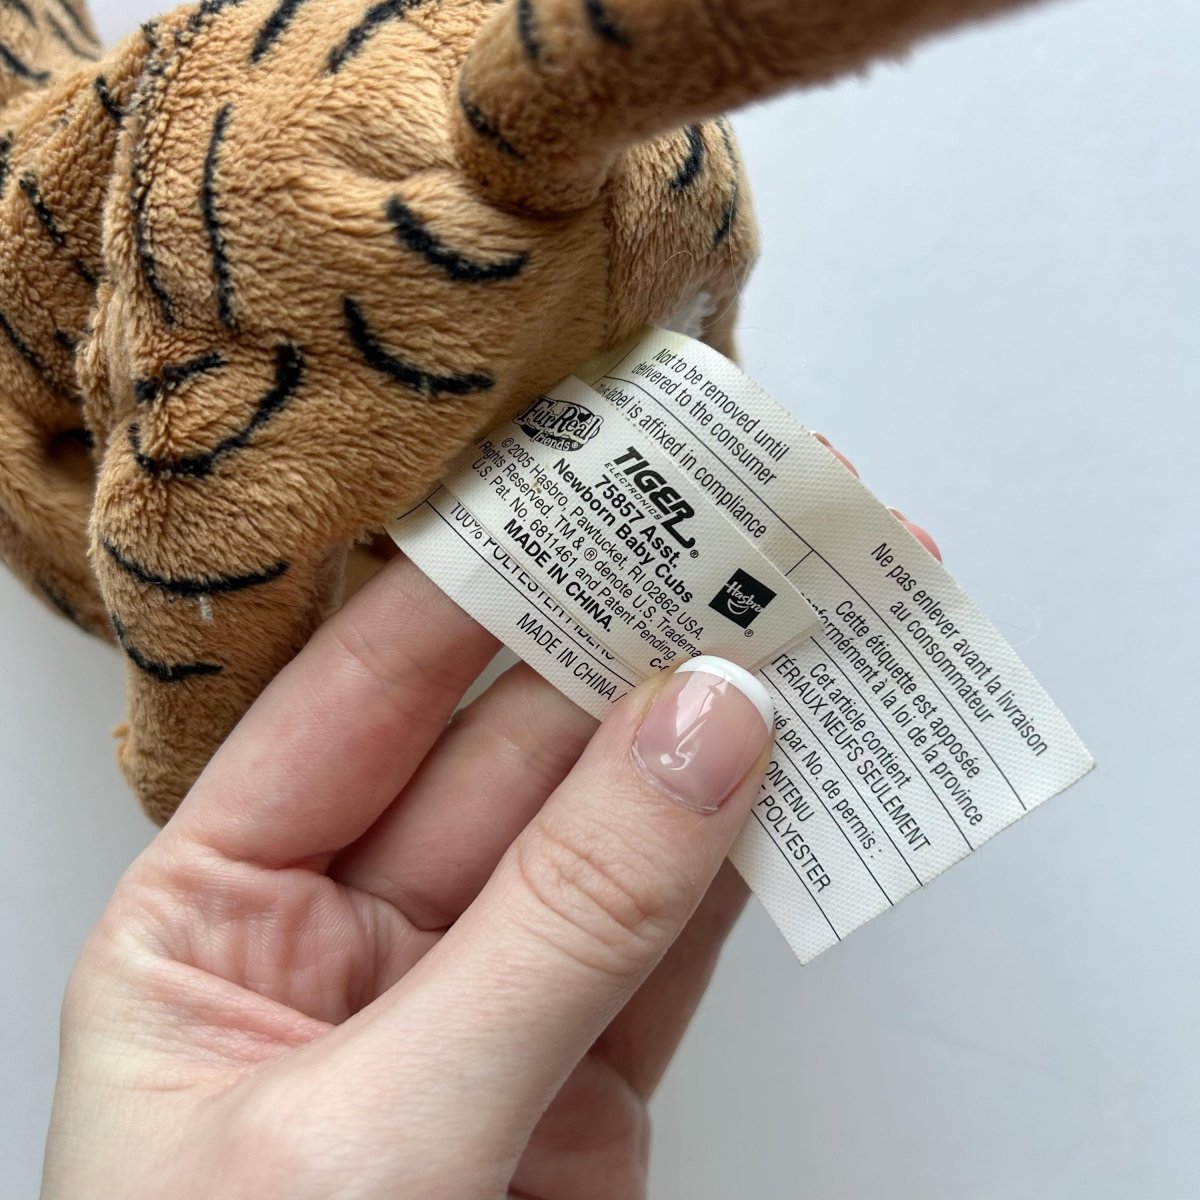 Not to be removed until
delivered to the consumer
This label is affixed in compliance
FurReal
friends®
TIGER®
ELECTRONICS
75857 Asst.
Newborn Baby Cubs
©2005 Hasbro, Pawtucket, RI 02862 USA.
Rights Reserved. TM & ® denote U.S. Tradema
U.S. Pat. No. 6811461 and Patent Pending.
MADE IN CHINA.
Hasbro
®
100% POLYESTER FIBERS
MADE IN CHINA /
Ne pas enlever avant la livraison
au consommateur
Cette étiquette est apposée
formément à la loi de la province
Cet article contient
TÉRIAUX NEUFS SEULEMENT
par No. de permis :
CONTENU
POLYESTER